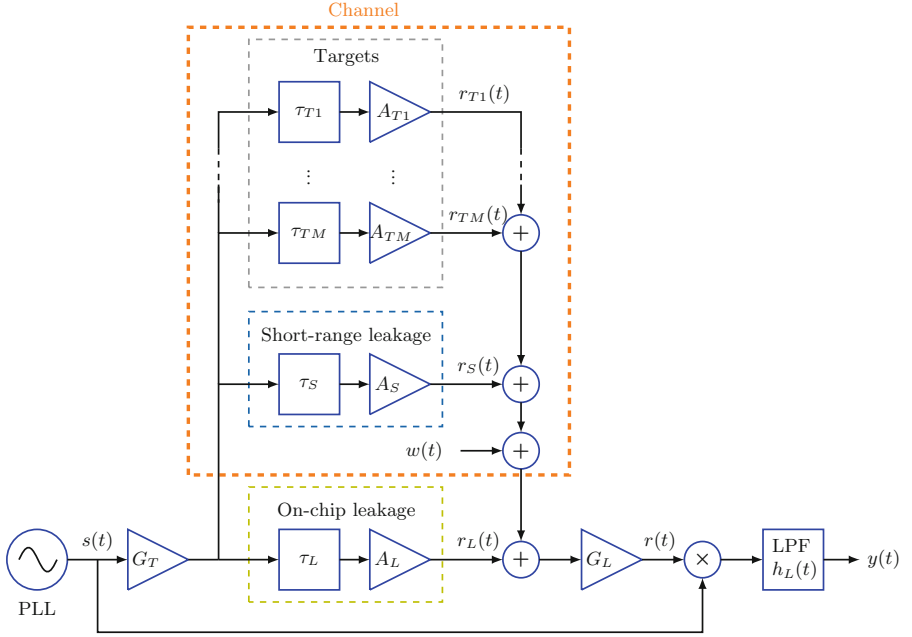 Channel
Targets
τ_{T1}
A_{T1}
r_{T1}(t)
⋮
⋮
τ_{TM}
A_{TM}
r_{TM}(t)
+
Short-range leakage
τ_S
A_S
r_S(t)
+
w(t)
+
On-chip leakage
s(t)
G_T
τ_L
A_L
r_L(t)
+
G_L
r(t)
×
LPF
h_L(t)
y(t)
PLL